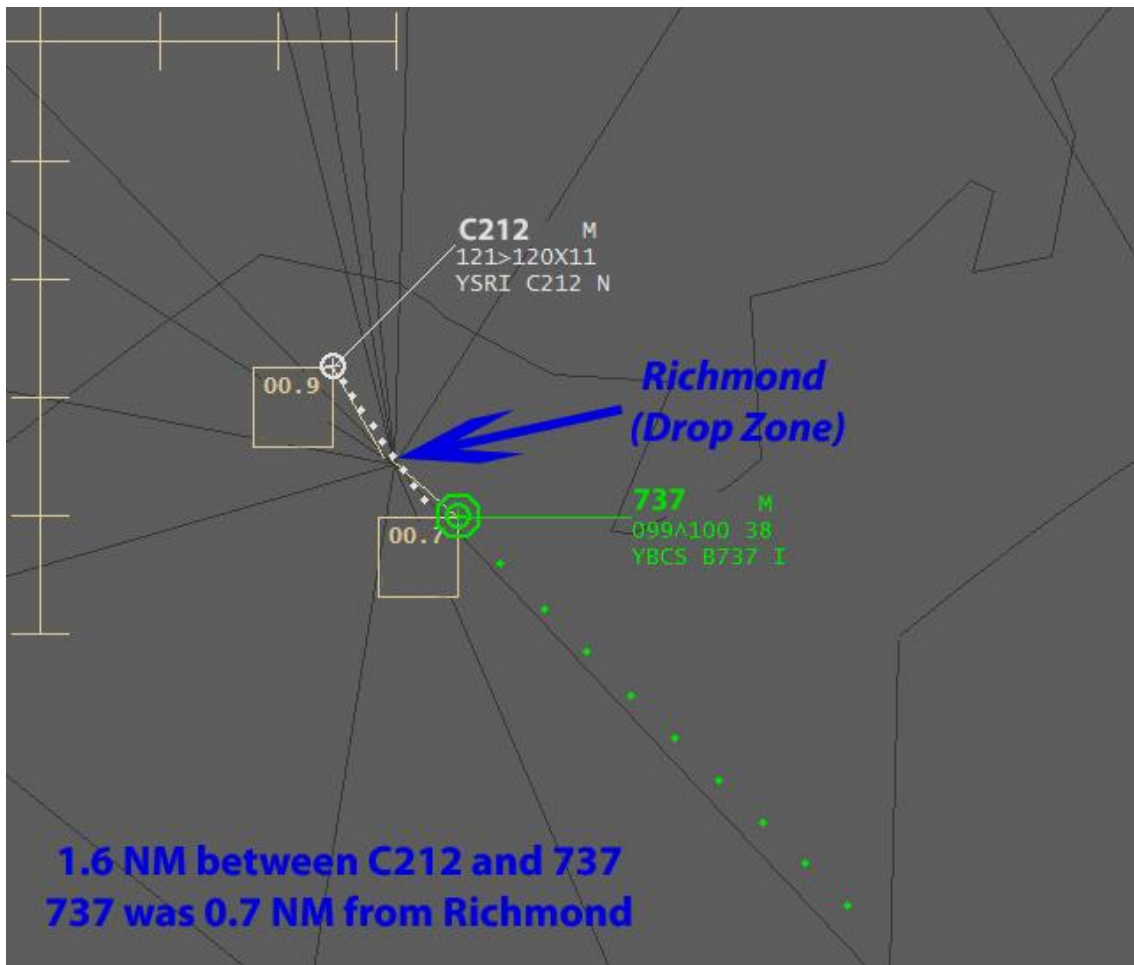 C212 M
121>120X11
YSRI C212 N
00.9
Richmond
(Drop Zone)
737 M
099^100 38
00.7
YBCS B737 I
1.6 NM between C212 and 737
737 was 0.7 NM from Richmond